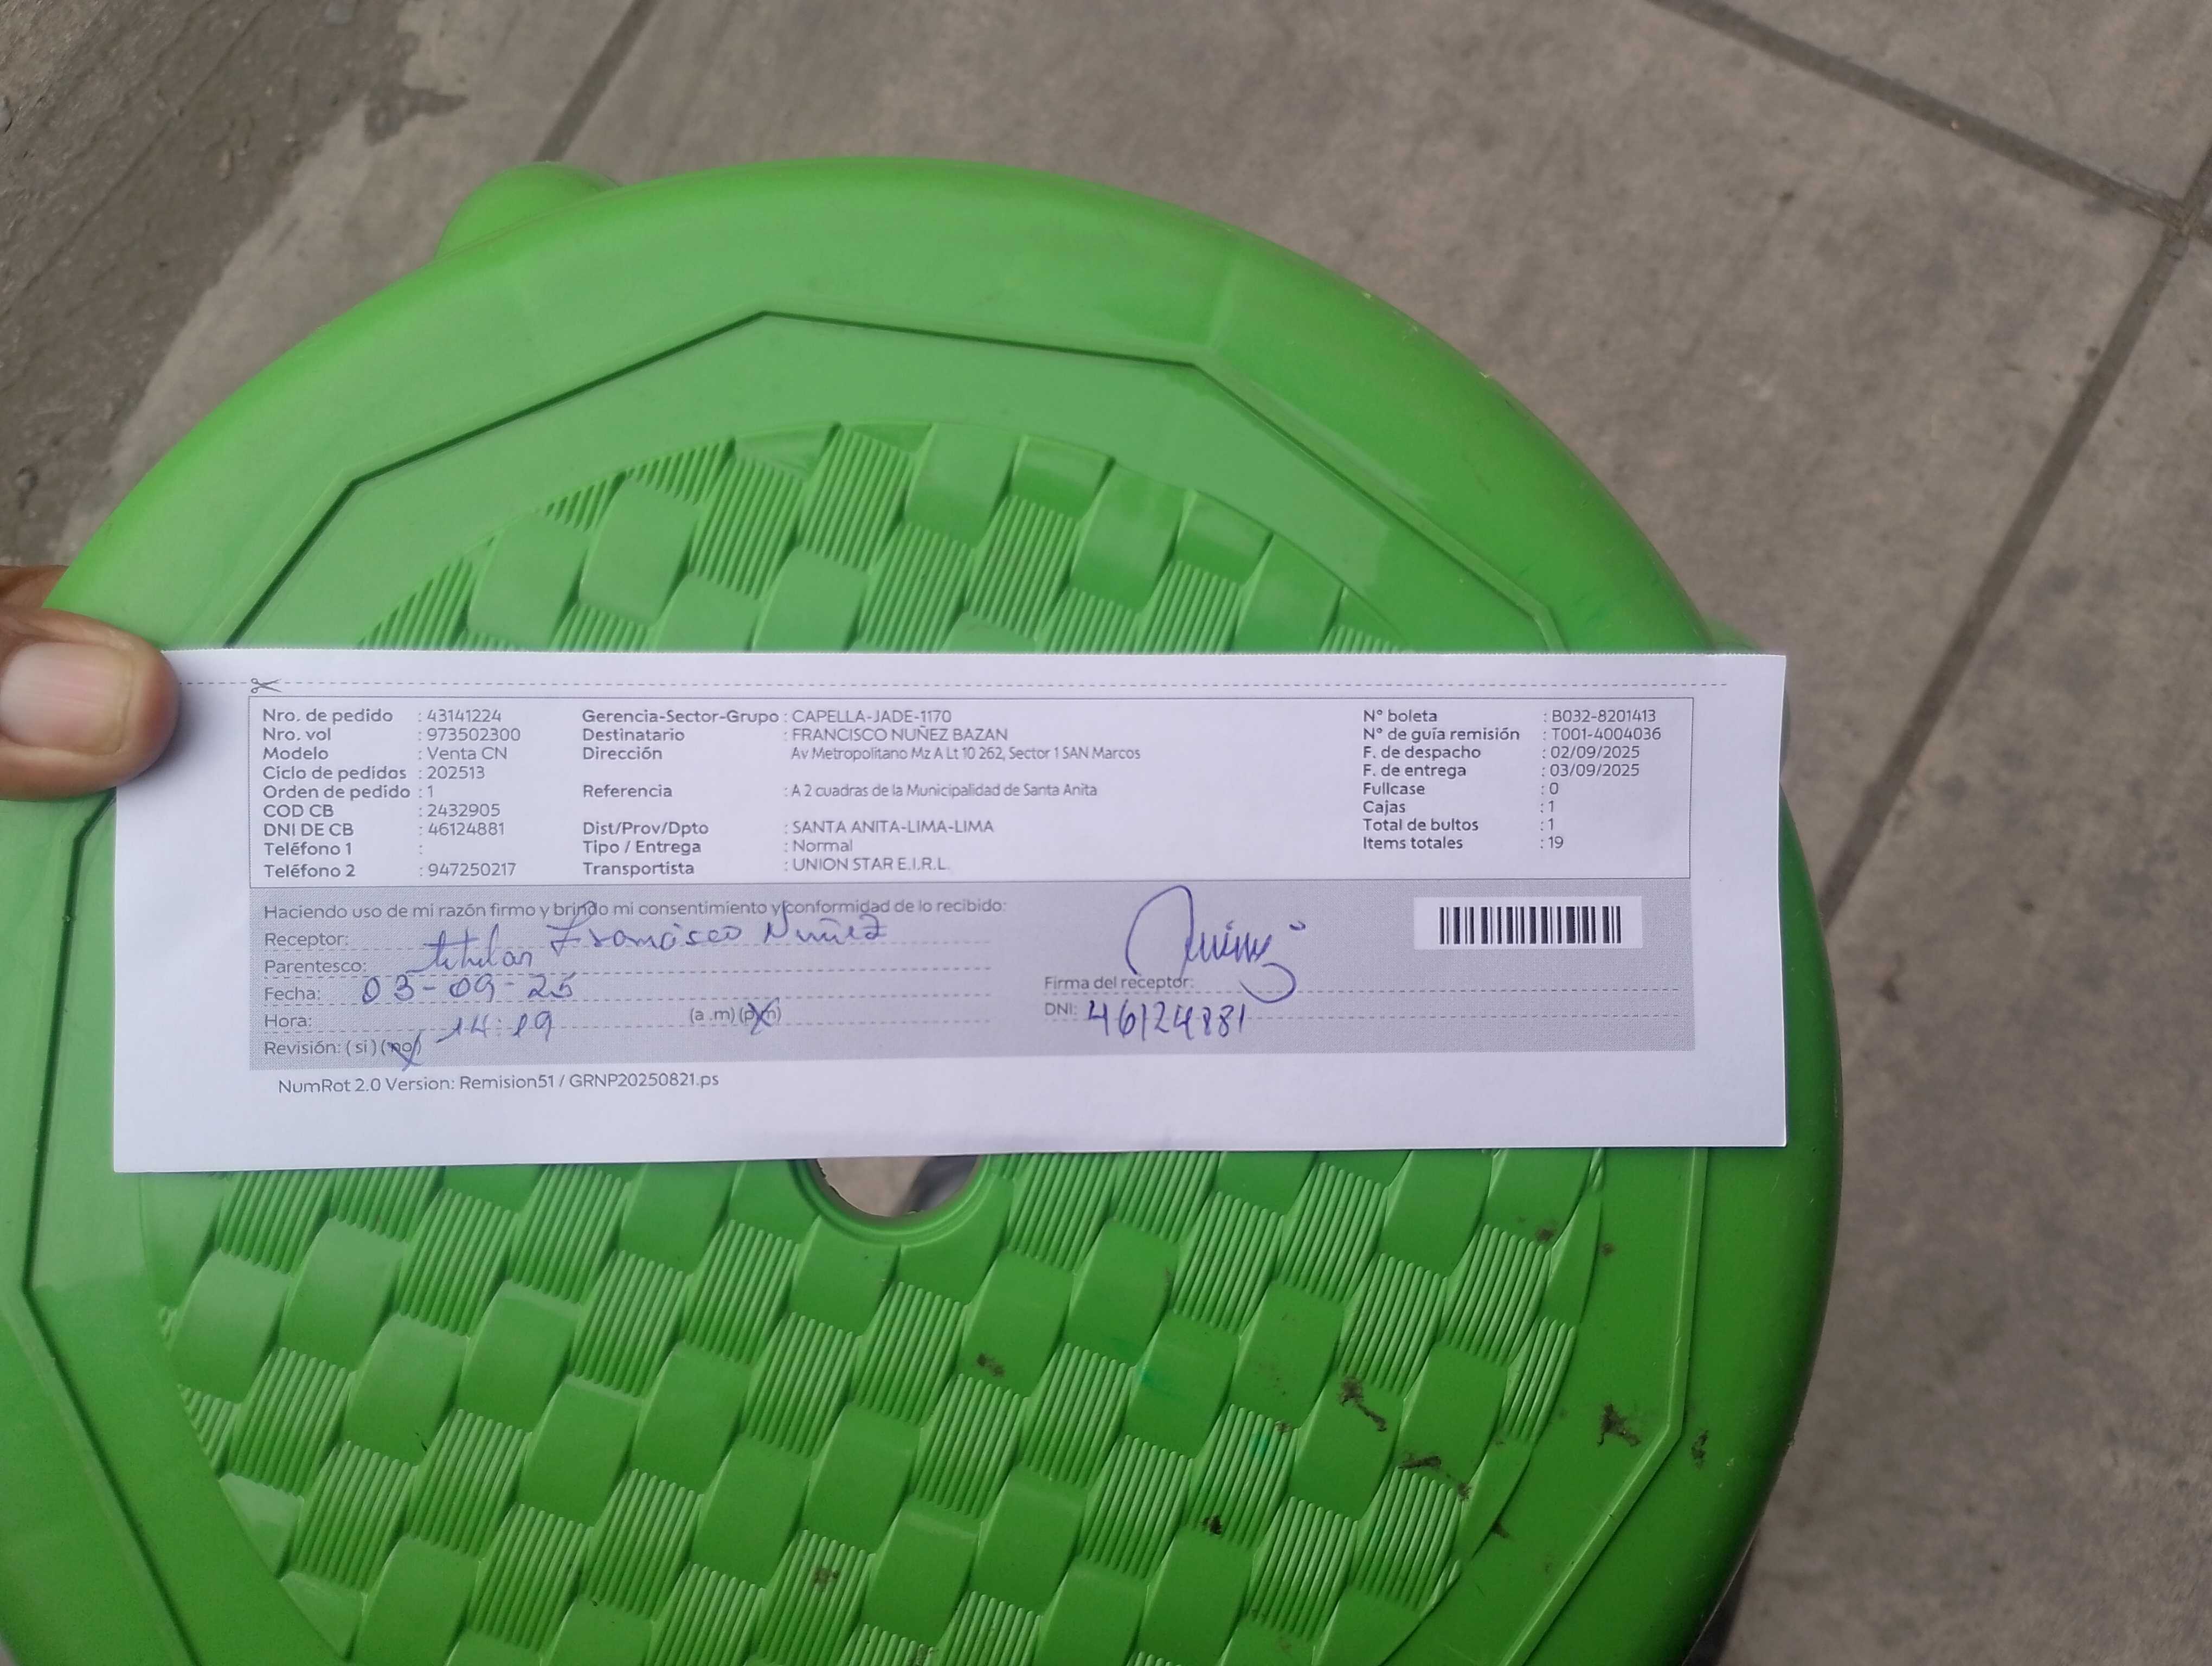 Nro. de pedido : 43141224 Gerencia-Sector-Grupo : CAPELLA-JADE-1170 N° boleta : B032-8201413
Nro. vol : 973502300 Destinatario : FRANCISCO NUÑEZ BAZAN N° de guía remisión : T001-4004036
Modelo : Venta CN Dirección Av Metropolitano Mz A Lt 10 262, Sector 1 SAN Marcos F. de despacho : 02/09/2025
Ciclo de pedidos : 202513 F. de entrega : 03/09/2025
Orden de pedido : 1 Referencia : A 2 cuadras de la Municipalidad de Santa Anita Fullcase : 0
COD CB : 2432905 Cajas : 1
DNI DE CB : 46124881 Dist/Prov/Dpto : SANTA ANITA-LIMA-LIMA Total de bultos : 1
Teléfono 1 : Tipo / Entrega : Normal Items totales : 19
Teléfono 2 : 947250217 Transportista : UNION STAR E.I.R.L.
Haciendo uso de mi razón firmo y brindo mi consentimiento y conformidad de lo recibido:
Receptor: Francisco Nuñez
Parentesco: titular
Fecha: 03-09-25 Firma del receptor:
Hora: 14:19 (a .m) (p.m) DNI: 46124881
Revisión: ( si ) (no)
NumRot 2.0 Version: Remision51 / GRNP20250821.ps